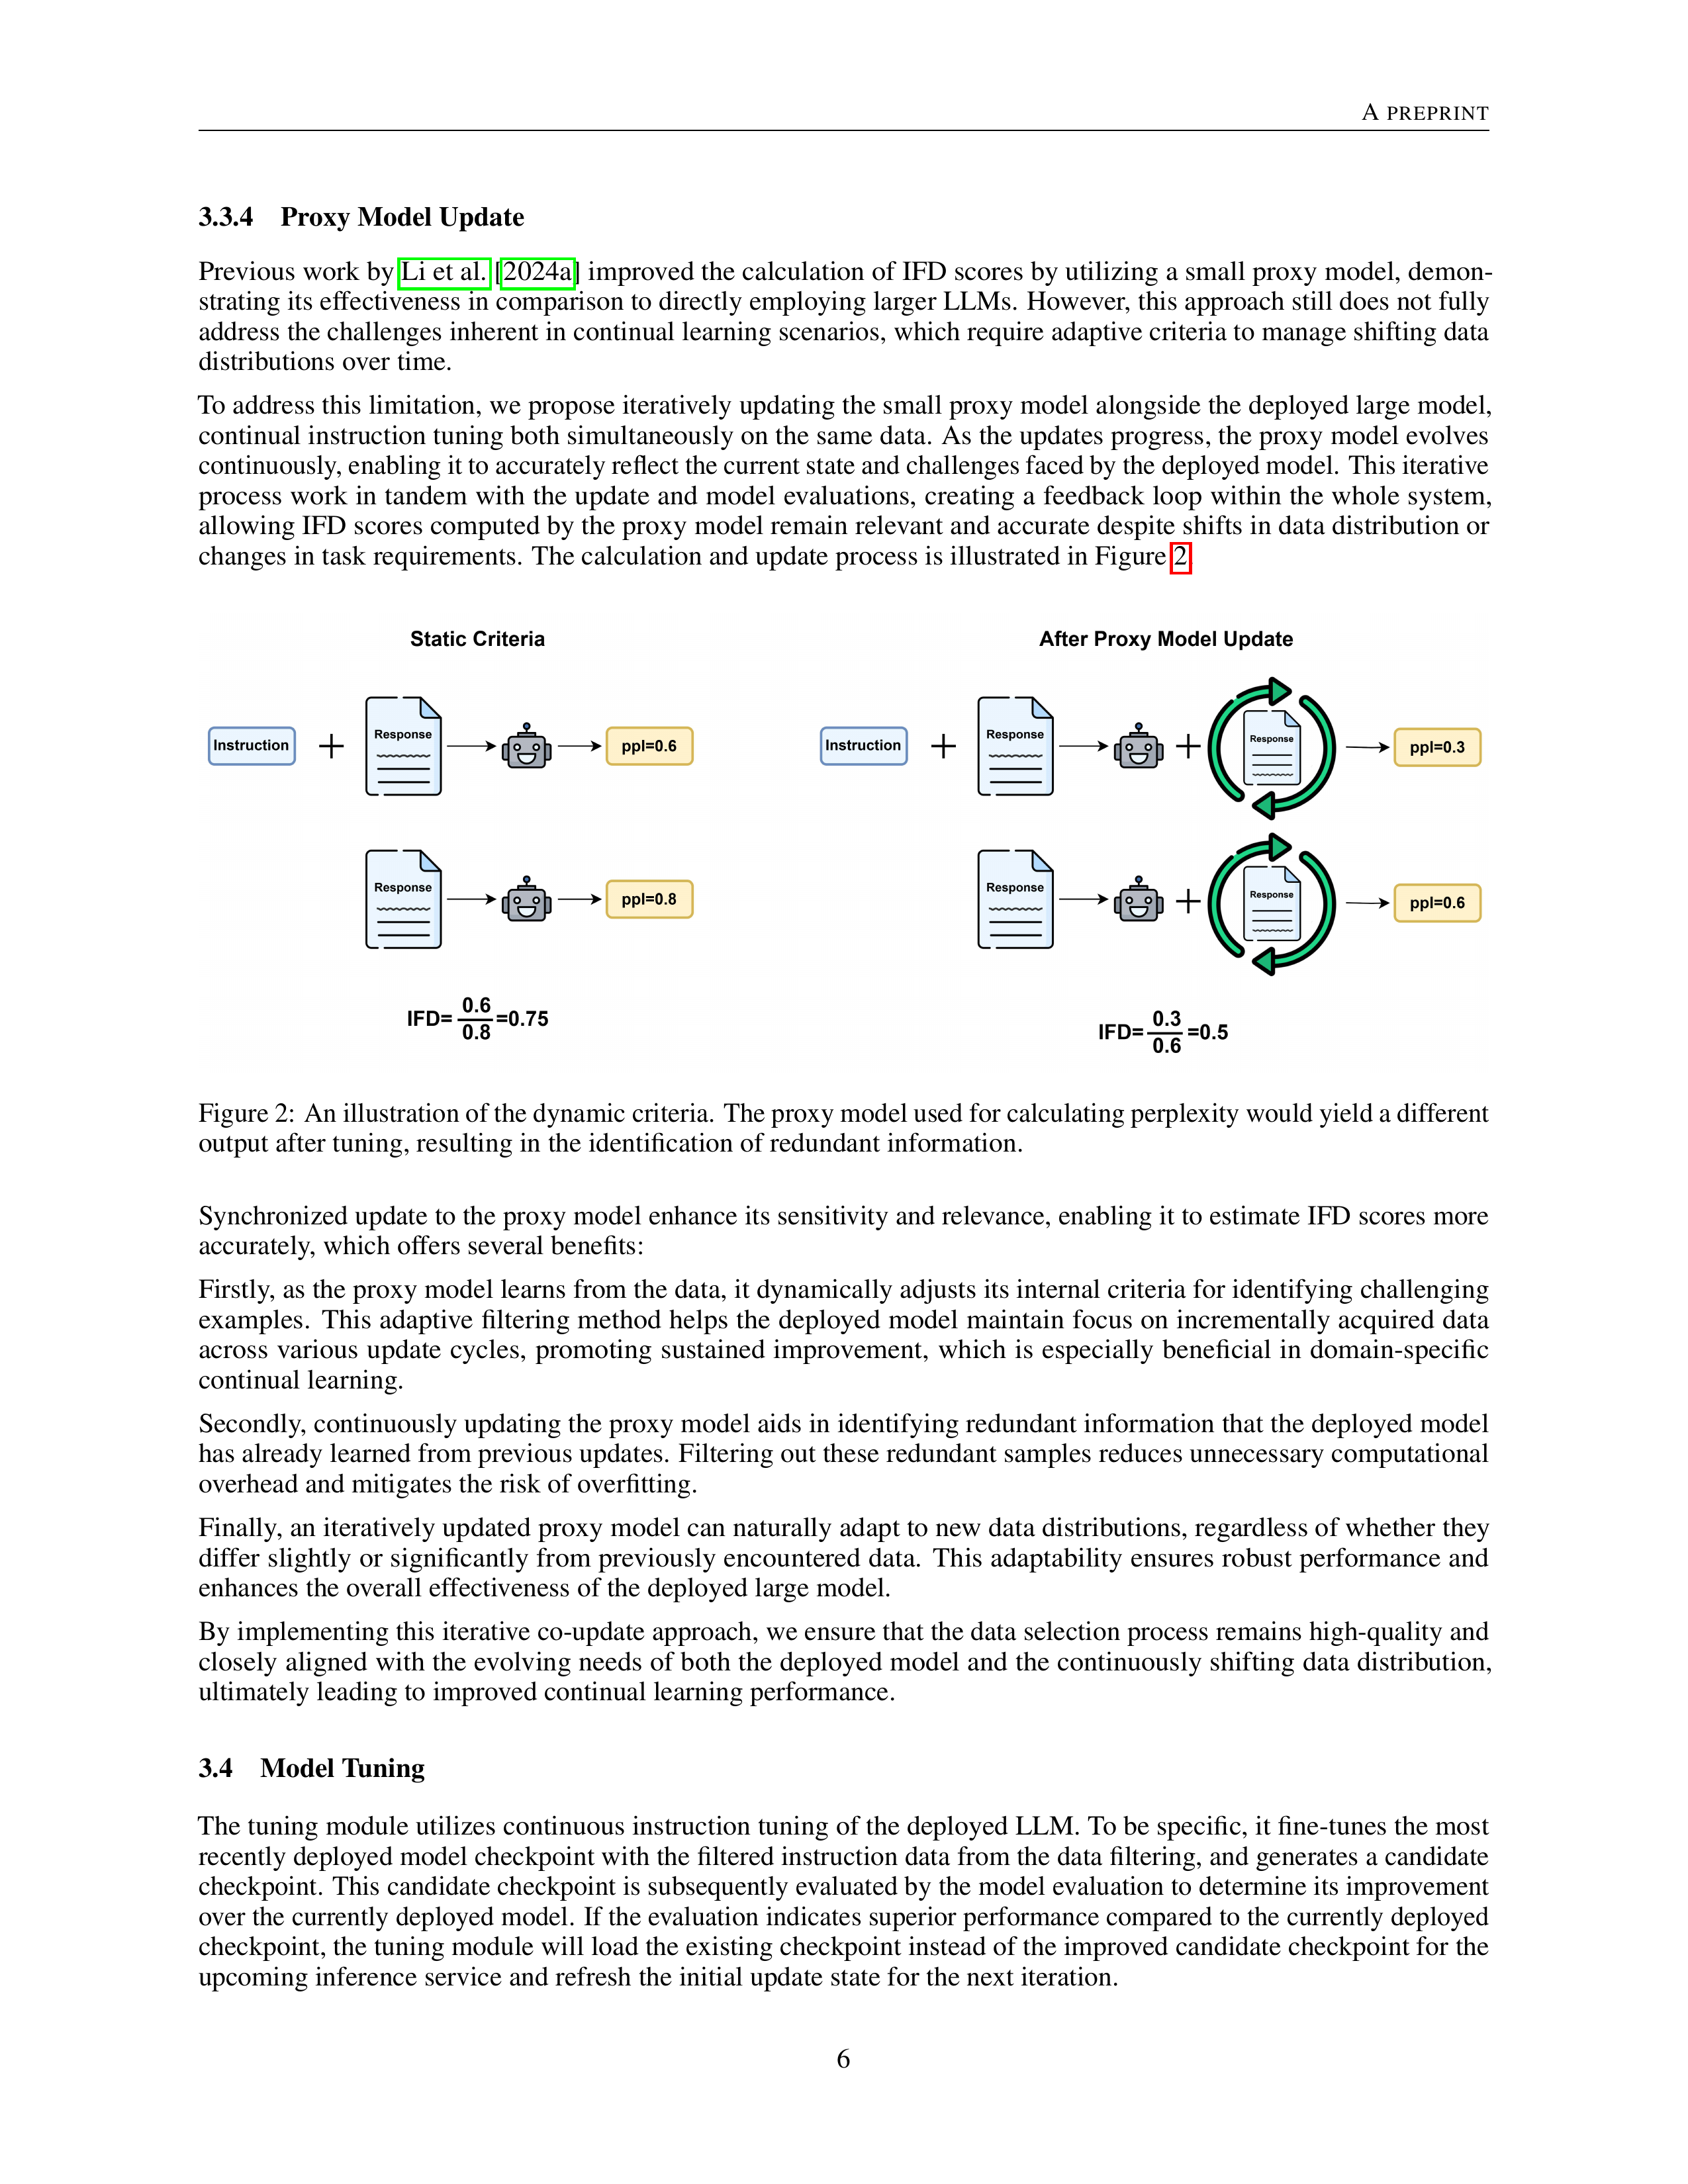 A PREPRINT
3.3.4 Proxy Model Update
Previous work by Li et al. [2024a] improved the calculation of IFD scores by utilizing a small proxy model, demon-
strating its effectiveness in comparison to directly employing larger LLMs. However, this approach still does not fully
address the challenges inherent in continual learning scenarios, which require adaptive criteria to manage shifting data
distributions over time.
To address this limitation, we propose iteratively updating the small proxy model alongside the deployed large model,
continual instruction tuning both simultaneously on the same data. As the updates progress, the proxy model evolves
continuously, enabling it to accurately reflect the current state and challenges faced by the deployed model. This iterative
process work in tandem with the update and model evaluations, creating a feedback loop within the whole system,
allowing IFD scores computed by the proxy model remain relevant and accurate despite shifts in data distribution or
changes in task requirements. The calculation and update process is illustrated in Figure 2.
Static Criteria
Instruction + Response ppl=0.6
Response ppl=0.8
IFD= 0.6/0.8 =0.75
After Proxy Model Update
Instruction + Response + Response ppl=0.3
Response + Response ppl=0.6
IFD= 0.3/0.6 =0.5
Figure 2: An illustration of the dynamic criteria. The proxy model used for calculating perplexity would yield a different
output after tuning, resulting in the identification of redundant information.
Synchronized update to the proxy model enhance its sensitivity and relevance, enabling it to estimate IFD scores more
accurately, which offers several benefits:
Firstly, as the proxy model learns from the data, it dynamically adjusts its internal criteria for identifying challenging
examples. This adaptive filtering method helps the deployed model maintain focus on incrementally acquired data
across various update cycles, promoting sustained improvement, which is especially beneficial in domain-specific
continual learning.
Secondly, continuously updating the proxy model aids in identifying redundant information that the deployed model
has already learned from previous updates. Filtering out these redundant samples reduces unnecessary computational
overhead and mitigates the risk of overfitting.
Finally, an iteratively updated proxy model can naturally adapt to new data distributions, regardless of whether they
differ slightly or significantly from previously encountered data. This adaptability ensures robust performance and
enhances the overall effectiveness of the deployed large model.
By implementing this iterative co-update approach, we ensure that the data selection process remains high-quality and
closely aligned with the evolving needs of both the deployed model and the continuously shifting data distribution,
ultimately leading to improved continual learning performance.
3.4 Model Tuning
The tuning module utilizes continuous instruction tuning of the deployed LLM. To be specific, it fine-tunes the most
recently deployed model checkpoint with the filtered instruction data from the data filtering, and generates a candidate
checkpoint. This candidate checkpoint is subsequently evaluated by the model evaluation to determine its improvement
over the currently deployed model. If the evaluation indicates superior performance compared to the currently deployed
checkpoint, the tuning module will load the existing checkpoint instead of the improved candidate checkpoint for the
upcoming inference service and refresh the initial update state for the next iteration.
6